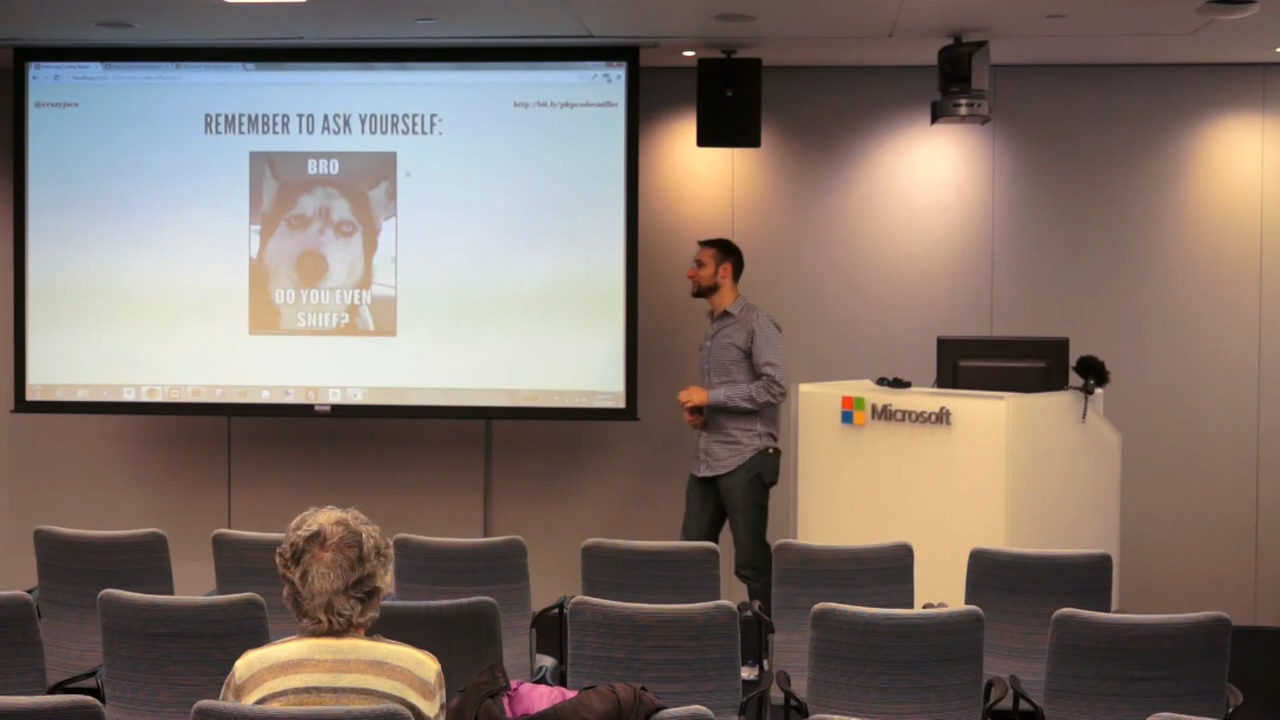 @crazyjaco
http://bit.ly/phpcodesniffer
REMEMBER TO ASK YOURSELF:
BRO
DO YOU EVEN
SNIFF?
Microsoft